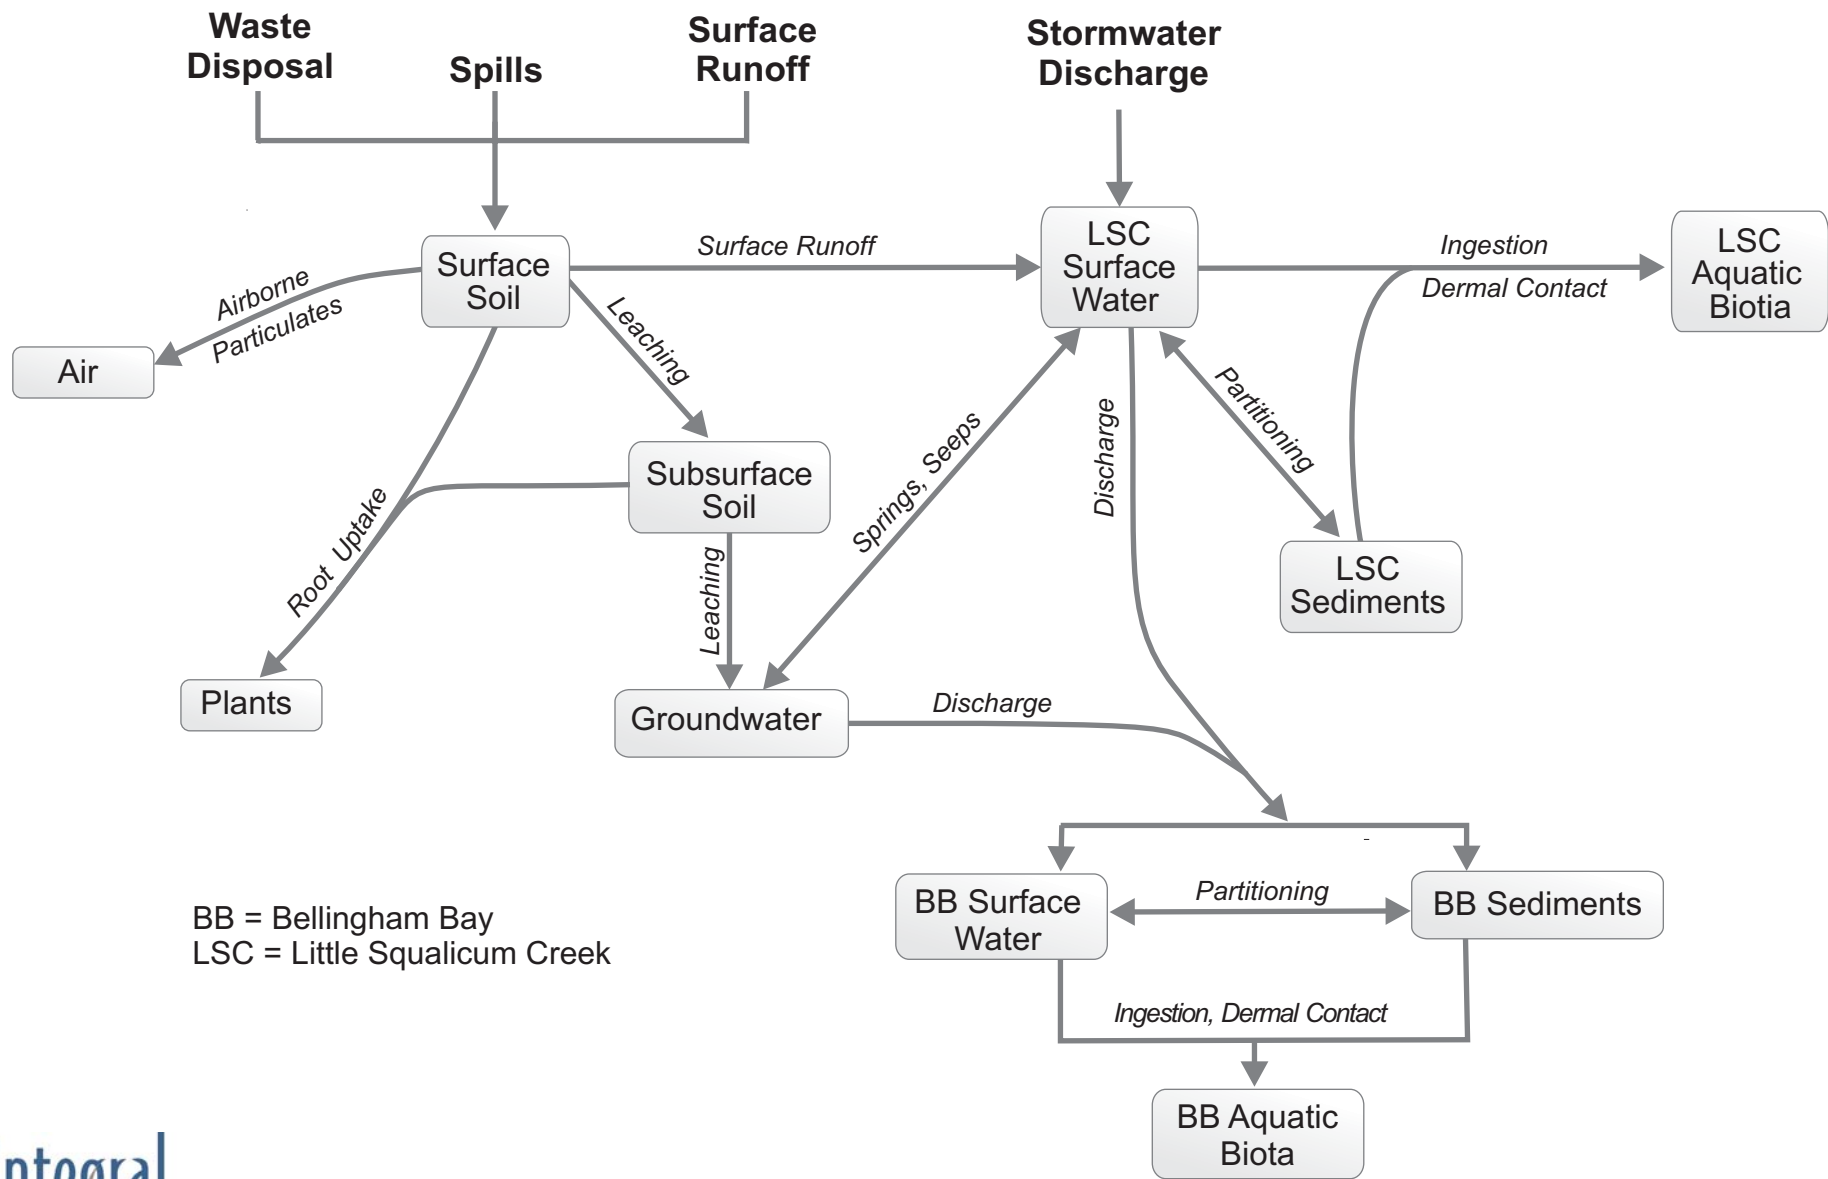 Waste
Disposal
Spills
Surface
Runoff
Stormwater
Discharge
Surface
Soil
Surface Runoff
LSC
Surface
Water
Ingestion
Dermal Contact
LSC
Aquatic
Biotia
Airborne
Particulates
Air
Leaching
Partitioning
Discharge
Springs, Seeps
Subsurface
Soil
Root Uptake
Leaching
LSC
Sediments
Plants
Groundwater
Discharge
BB Surface
Water
Partitioning
BB Sediments
BB = Bellingham Bay
LSC = Little Squalicum Creek
Ingestion, Dermal Contact
BB Aquatic
Biota